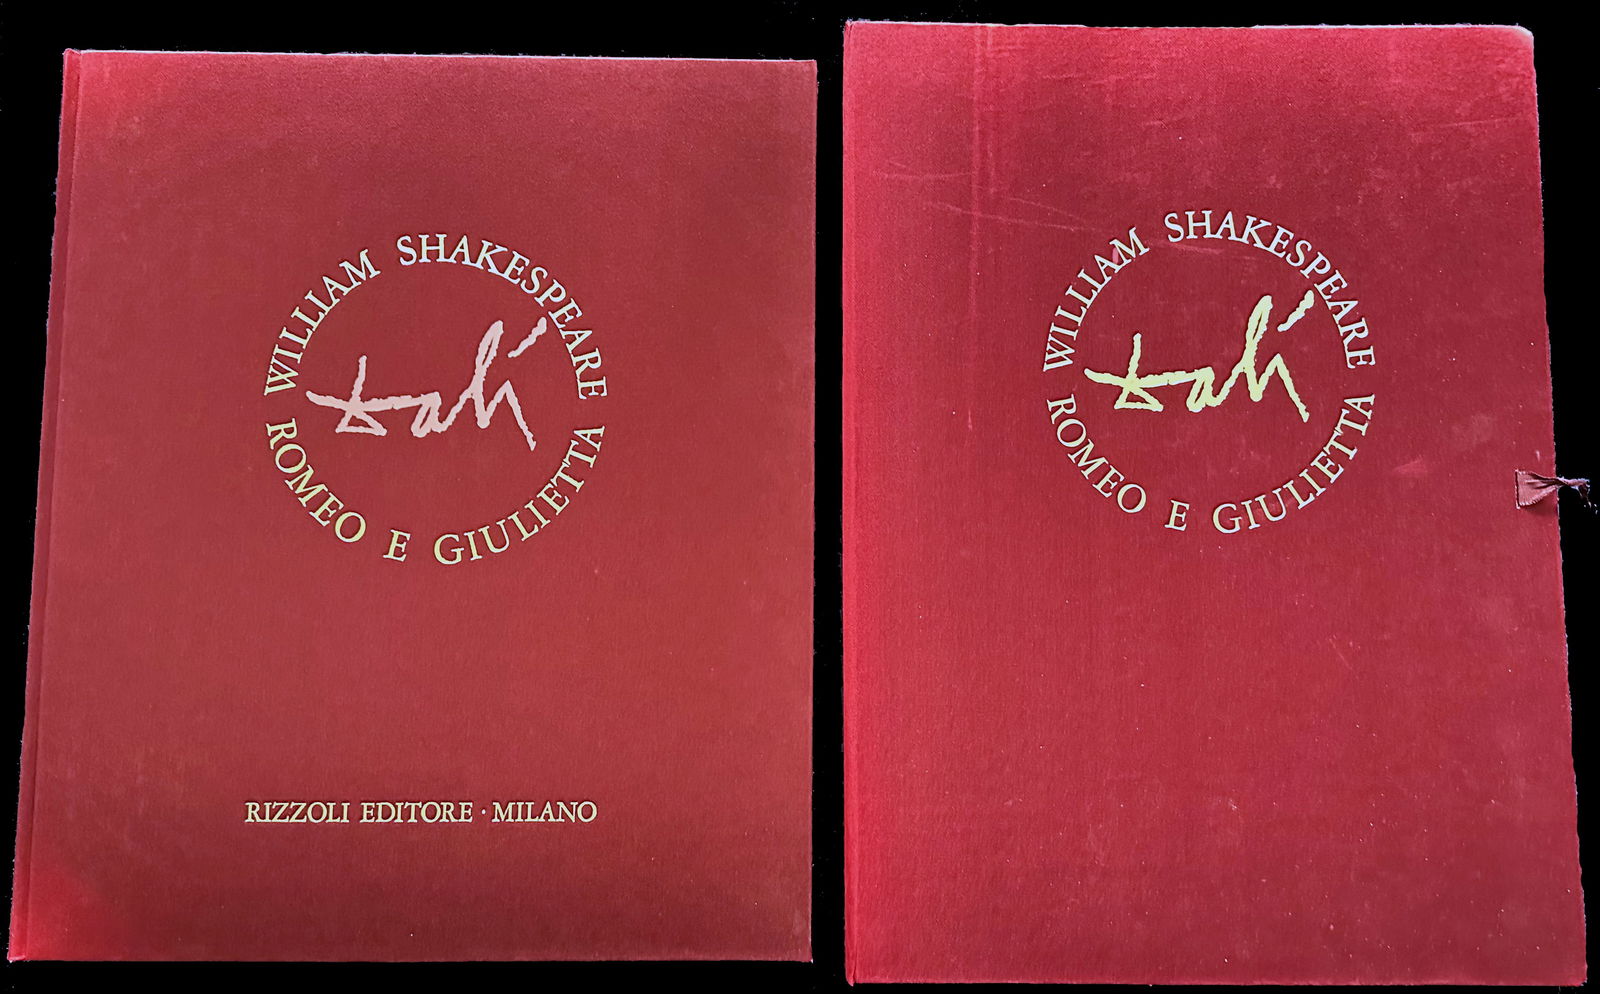 WILLIAM SHAKESPEARE
Dalí
ROMEO E GIULIETTA
RIZZOLI EDITORE · MILANO
WILLIAM SHAKESPEARE
Dalí
ROMEO E GIULIETTA